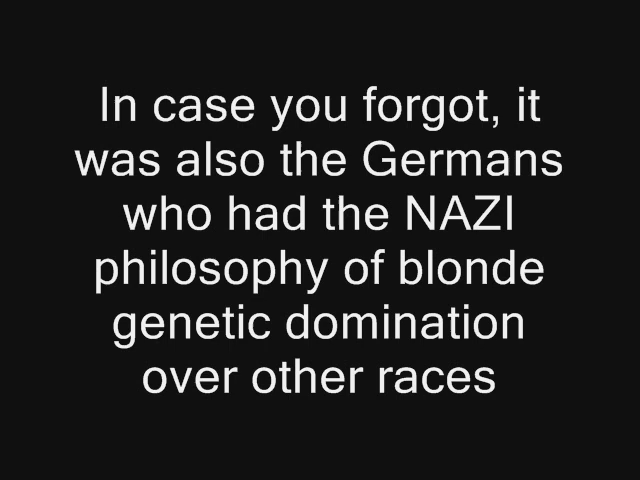 In case you forgot, it
was also the Germans
who had the NAZI
philosophy of blonde
genetic domination
over other races